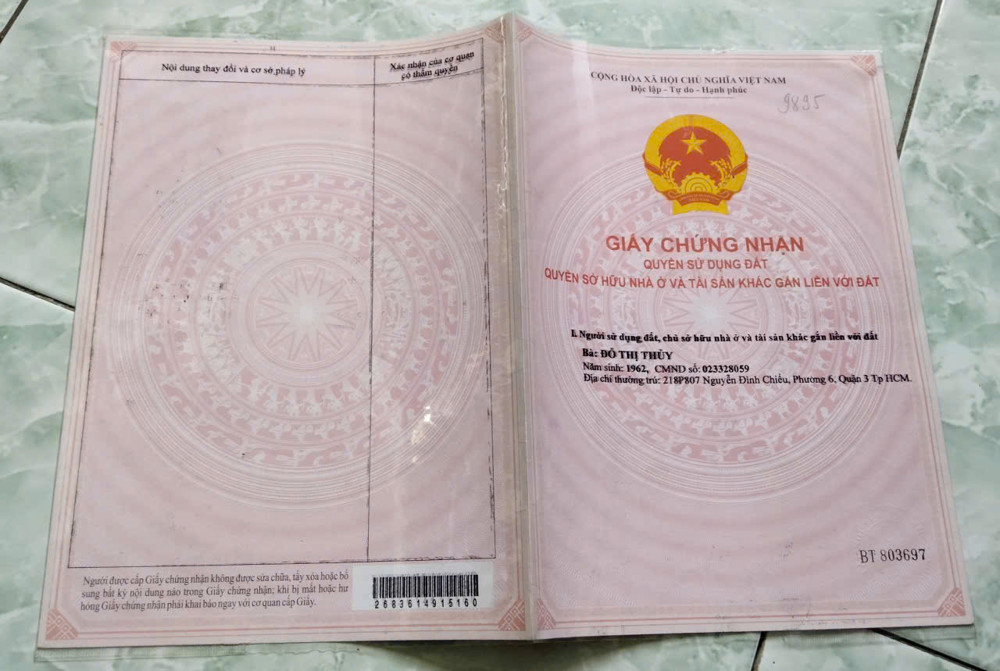 Nội dung thay đổi và cơ sở pháp lý
Xác nhận của cơ quan
có thẩm quyền
Người được cấp Giấy chứng nhận không được sửa chữa, tẩy xóa hoặc bổ
sung bất kỳ nội dung nào trong Giấy chứng nhận; khi bị mất hoặc hư
hỏng Giấy chứng nhận phải khai báo ngay với cơ quan cấp Giấy.
2683514915160
CỘNG HÒA XÃ HỘI CHỦ NGHĨA VIỆT NAM
Độc lập - Tự do - Hạnh phúc
9895
GIẤY CHỨNG NHẬN
QUYỀN SỬ DỤNG ĐẤT
QUYỀN SỞ HỮU NHÀ Ở VÀ TÀI SẢN KHÁC GẮN LIỀN VỚI ĐẤT
I. Người sử dụng đất, chủ sở hữu nhà ở và tài sản khác gắn liền với đất
Bà: ĐỖ THỊ THỦY
Năm sinh: 1962, CMND số: 023328059
Địa chỉ thường trú: 218P807 Nguyễn Đình Chiểu, Phường 6, Quận 3 Tp HCM.
BT 803697